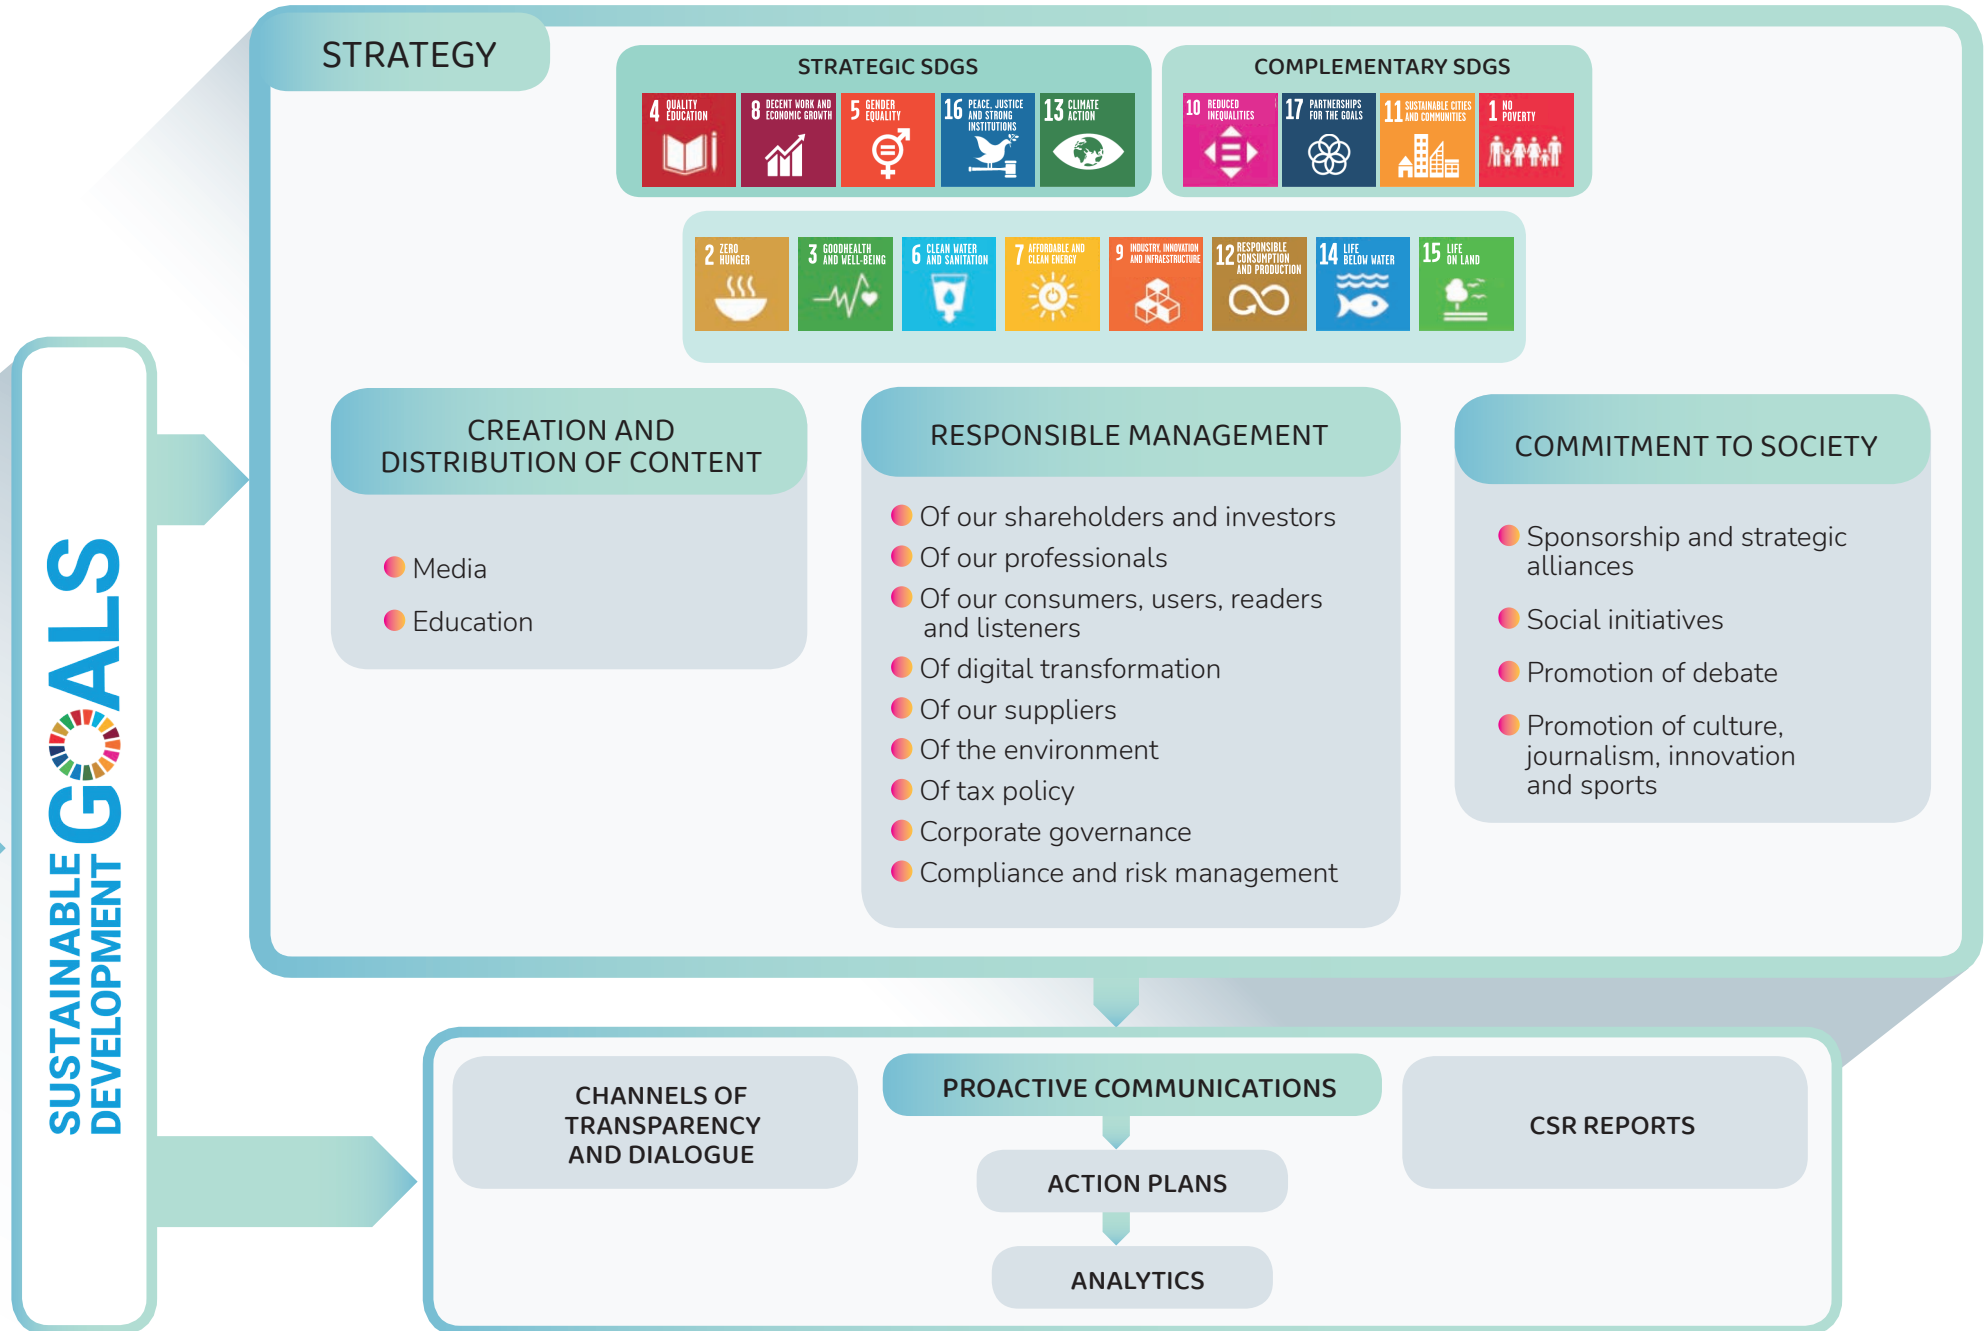 STRATEGY
STRATEGIC SDGS
4 QUALITY
EDUCATION
8 DECENT WORK AND
ECONOMIC GROWTH
5 GENDER
EQUALITY
16 PEACE, JUSTICE
AND STRONG
INSTITUTIONS
13 CLIMATE
ACTION
COMPLEMENTARY SDGS
10 REDUCED
INEQUALITIES
17 PARTNERSHIPS
FOR THE GOALS
11 SUSTAINABLE CITIES
AND COMMUNITIES
1 NO
POVERTY
2 ZERO
HUNGER
3 GOODHEALTH
AND WELL-BEING
6 CLEAN WATER
AND SANITATION
7 AFFORDABLE AND
CLEAN ENERGY
9 INDUSTRY, INNOVATION
AND INFRASTRUCTURE
12 RESPONSIBLE
CONSUMPTION
AND PRODUCTION
14 LIFE
BELOW WATER
15 LIFE
ON LAND
SUSTAINABLE
DEVELOPMENT
GOALS
CREATION AND
DISTRIBUTION OF CONTENT
Media
Education
RESPONSIBLE MANAGEMENT
Of our shareholders and investors
Of our professionals
Of our consumers, users, readers
and listeners
Of digital transformation
Of our suppliers
Of the environment
Of tax policy
Corporate governance
Compliance and risk management
COMMITMENT TO SOCIETY
Sponsorship and strategic
alliances
Social initiatives
Promotion of debate
Promotion of culture,
journalism, innovation
and sports
CHANNELS OF
TRANSPARENCY
AND DIALOGUE
PROACTIVE COMMUNICATIONS
ACTION PLANS
ANALYTICS
CSR REPORTS